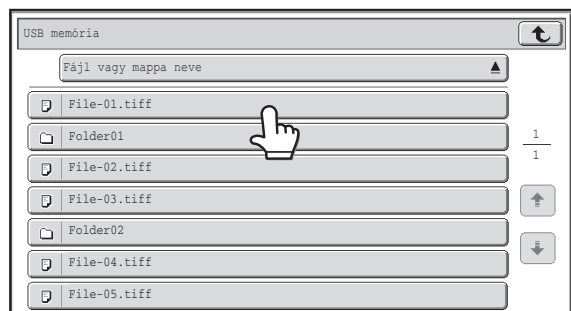 USB memória
Fájl vagy mappa neve
File-01.tiff
Folder01
1
1
File-02.tiff
File-03.tiff
Folder02
File-04.tiff
File-05.tiff